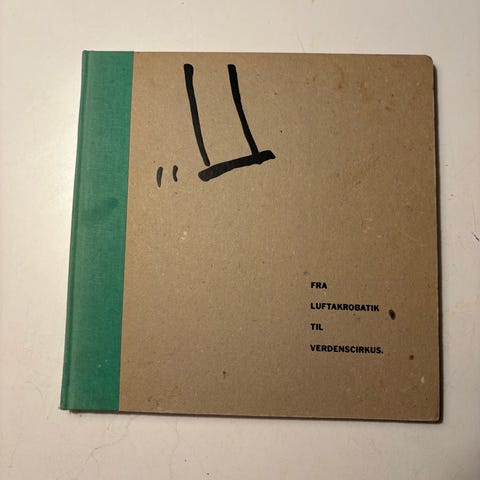 FRA
LUFTAKROBATIK
TIL
VERDENSCIRKUS.